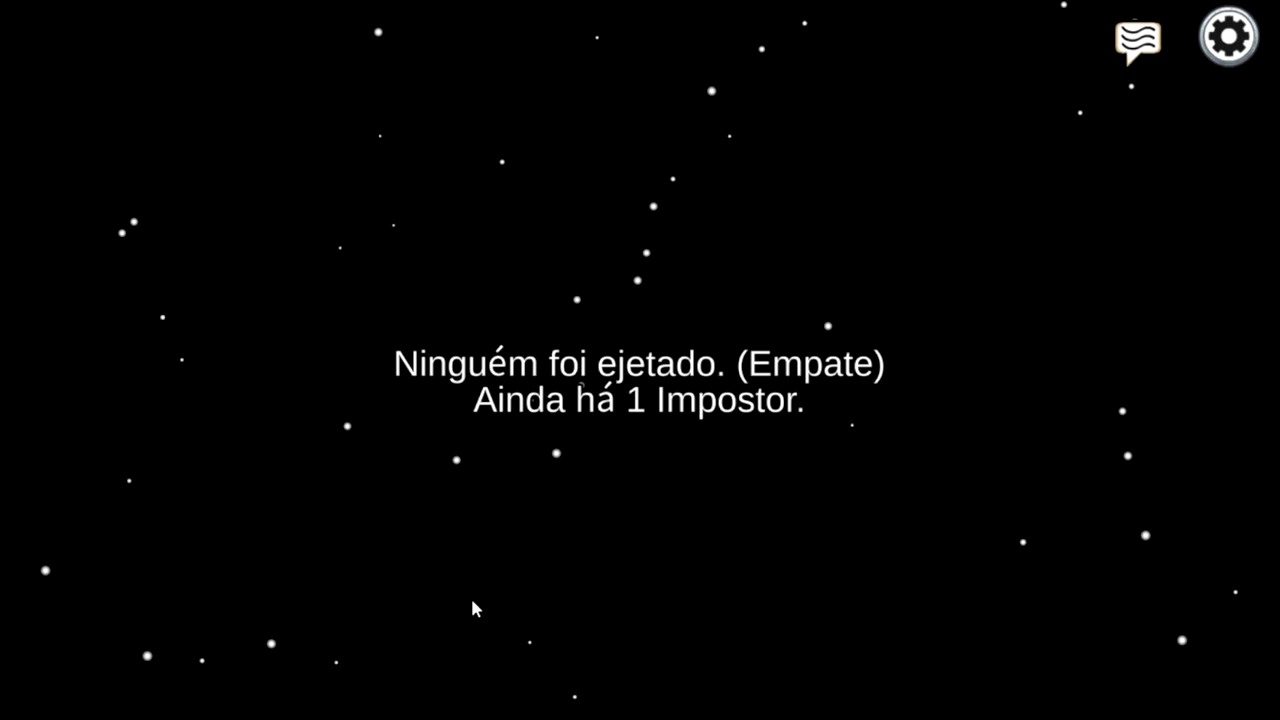 Ninguém foi ejetado. (Empate)
Ainda há 1 Impostor.